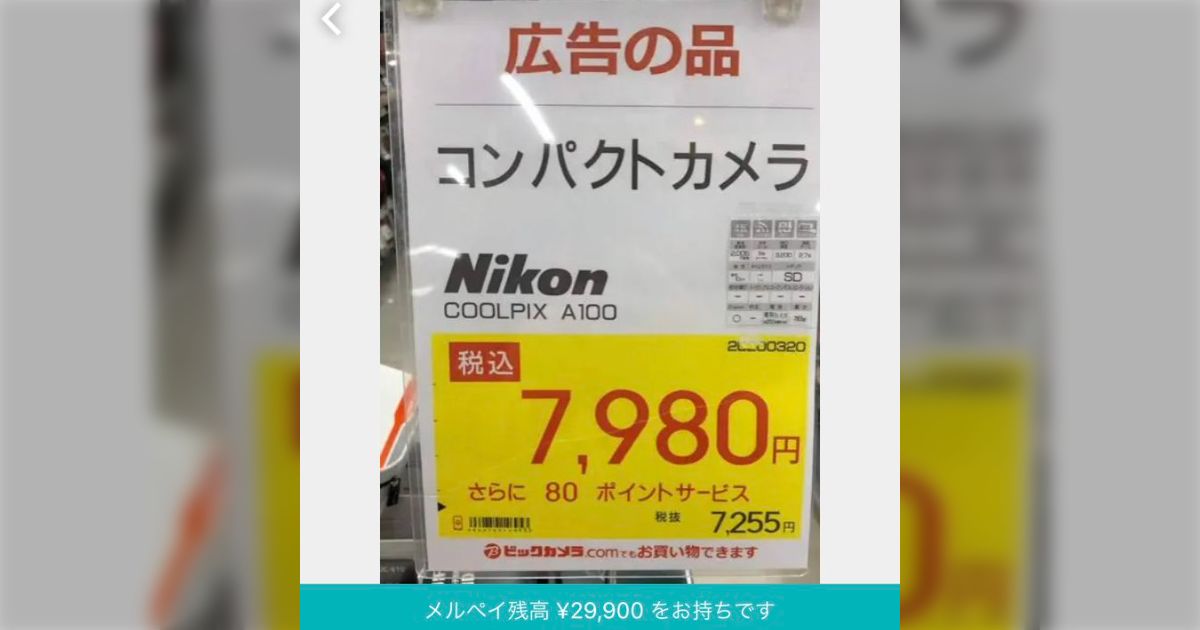 広告の品
コンパクトカメラ
Nikon
COOLPIX A100
SD
税込
7,980円
さらに 80 ポイントサービス
税抜 7,255円
ビックカメラ.comでもお買い物できます
メルペイ残高 ¥29,900 をお持ちです